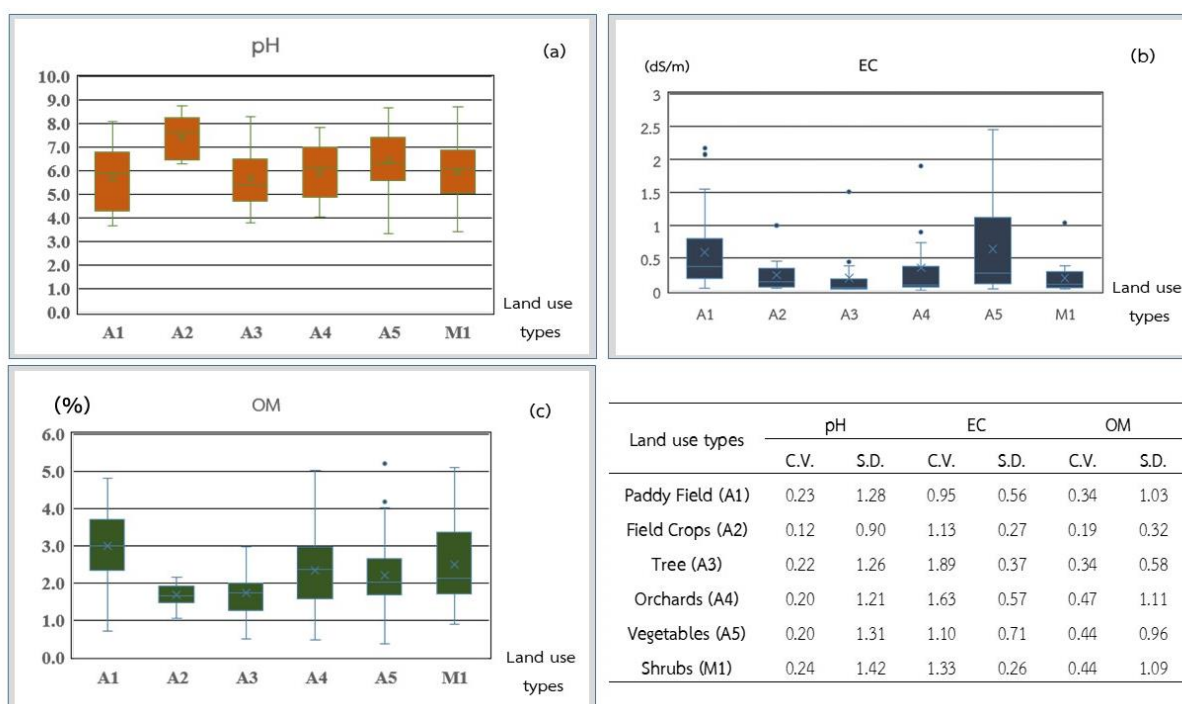 pH
(a)
10.0
9.0
8.0
7.0
6.0
5.0
4.0
3.0
2.0
1.0
0.0
A1 A2 A3 A4 A5 M1
Land use
types
(b)
(dS/m)
EC
3
2.5
2
1.5
1
0.5
0
A1 A2 A3 A4 A5 M1
Land use
types
(%)
OM
(c)
6.0
5.0
4.0
3.0
2.0
1.0
0.0
A1 A2 A3 A4 A5 M1
Land use
types
Land use types pH EC OM
C.V. S.D. C.V. S.D. C.V. S.D.
Paddy Field (A1) 0.23 1.28 0.95 0.56 0.34 1.03
Field Crops (A2) 0.12 0.90 1.13 0.27 0.19 0.32
Tree (A3) 0.22 1.26 1.89 0.37 0.34 0.58
Orchards (A4) 0.20 1.21 1.63 0.57 0.47 1.11
Vegetables (A5) 0.20 1.31 1.10 0.71 0.44 0.96
Shrubs (M1) 0.24 1.42 1.33 0.26 0.44 1.09